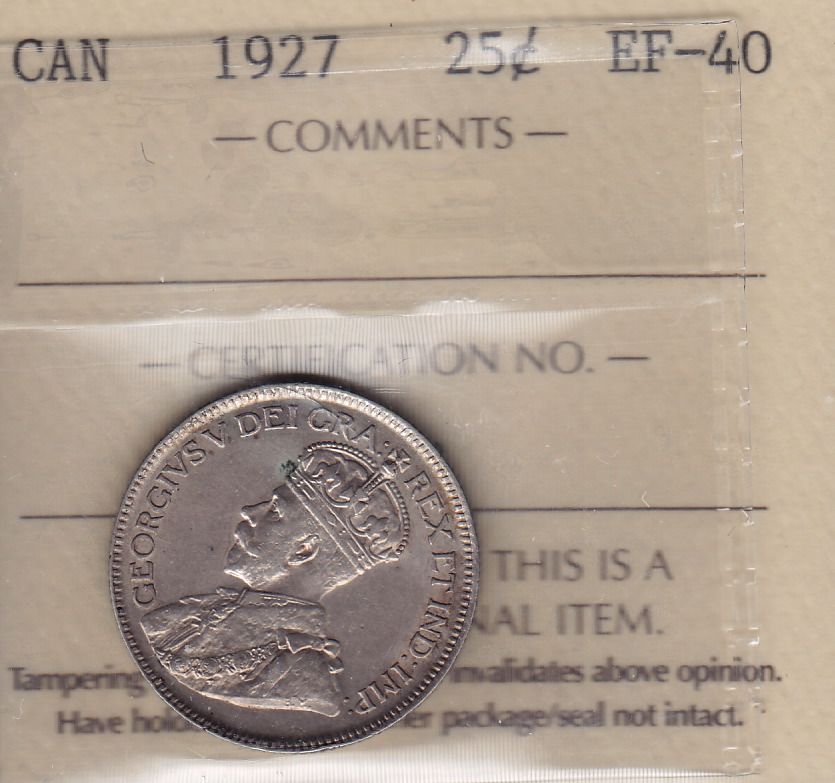 CAN 1927 25¢ EF-40
— COMMENTS —
— CERTIFICATION NO. —
GEORGIVS V DEI GRA: REX ET IND: IMP:
THIS IS A
NAL ITEM.
Tampering invalidates above opinion.
Have package/seal not intact.